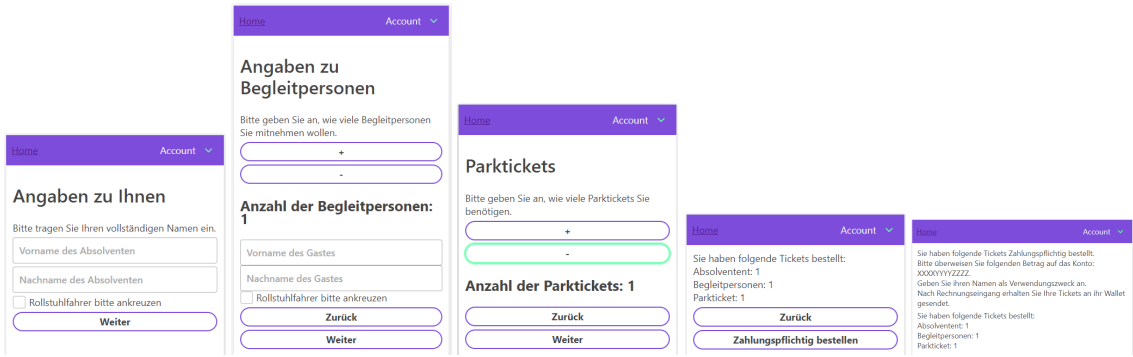 Home Account
Angaben zu Ihnen
Bitte tragen Sie Ihren vollständigen Namen ein.
Vorname des Absolventen
Nachname des Absolventen
Rollstuhlfahrer bitte ankreuzen
Weiter
Home Account
Angaben zu
Begleitpersonen
Bitte geben Sie an, wie viele Begleitpersonen
Sie mitnehmen wollen.
+
-
Anzahl der Begleitpersonen:
1
Vorname des Gastes
Nachname des Gastes
Rollstuhlfahrer bitte ankreuzen
Zurück
Weiter
Home Account
Parktickets
Bitte geben Sie an, wie viele Parktickets Sie
benötigen.
+
-
Anzahl der Parktickets: 1
Zurück
Weiter
Home Account
Sie haben folgende Tickets bestellt:
Absolventent: 1
Begleitpersonen: 1
Parkticket: 1
Zurück
Zahlungspflichtig bestellen
Home Account
Sie haben folgende Tickets Zahlungspflichtig bestellt.
Bitte überweisen Sie folgenden Betrag auf das Konto:
XXXXYYYYZZZZ.
Geben Sie ihren Namen als Verwendungszweck an.
Nach Rechnungseingang erhalten Sie Ihre Tickets an ihr Wallet
gesendet.
Sie haben folgende Tickets bestellt:
Absolventent: 1
Begleitpersonen: 1
Parkticket: 1